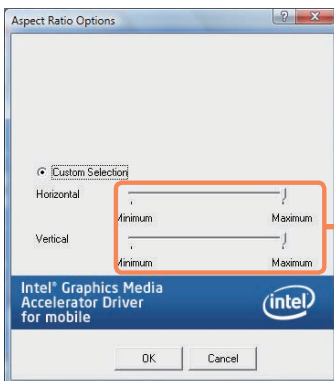 Aspect Ratio Options
Custom Selection
Horizontal
Minimum Maximum
Vertical
Minimum Maximum
Intel® Graphics Media
Accelerator Driver
for mobile
intel
OK Cancel